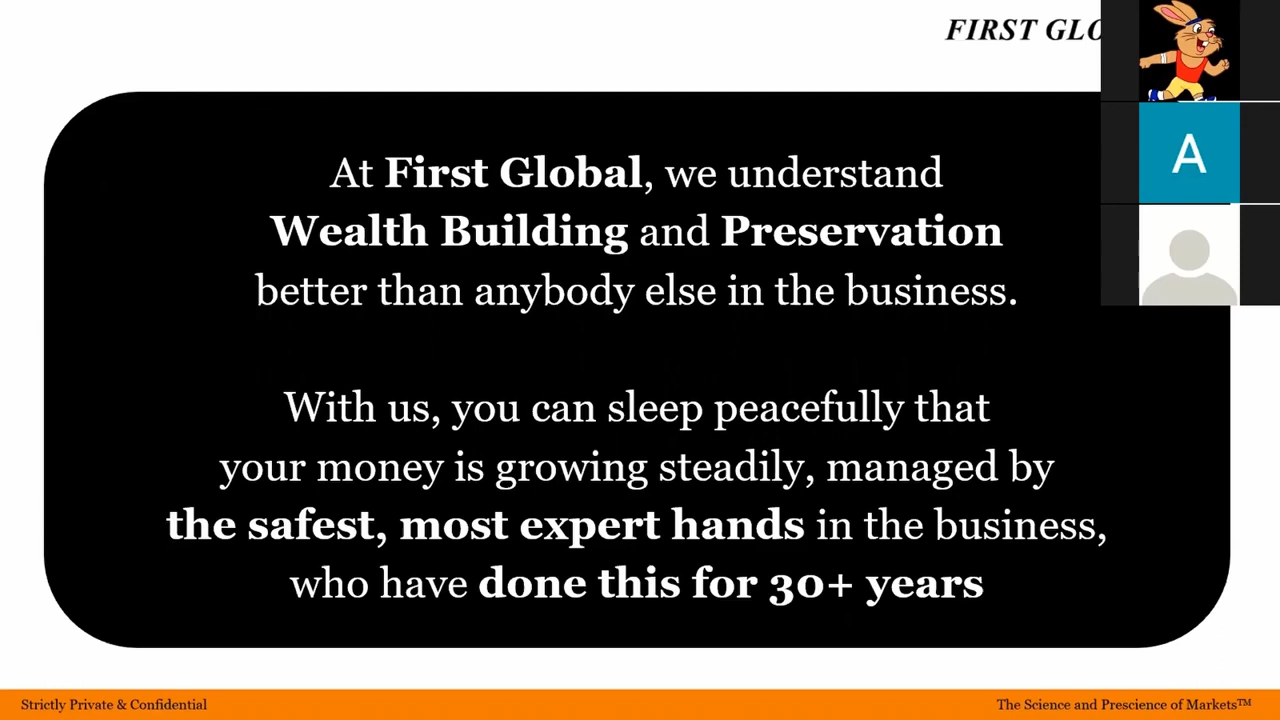 FIRST GLO
A
At First Global, we understand
Wealth Building and Preservation
better than anybody else in the business.
With us, you can sleep peacefully that
your money is growing steadily, managed by
the safest, most expert hands in the business,
who have done this for 30+ years
Strictly Private & Confidential
The Science and Prescience of Markets™